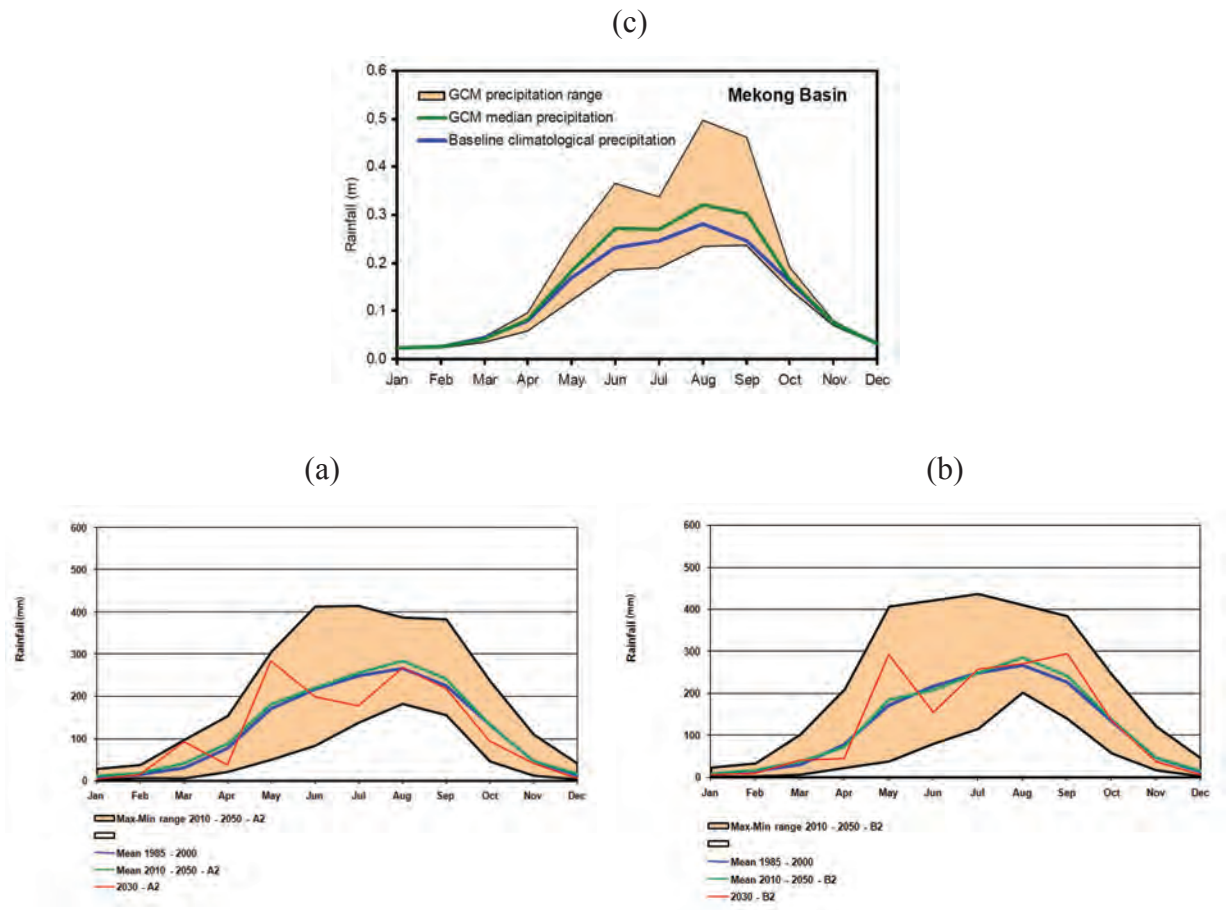 (c)
0.6
GCM precipitation range
Mekong Basin
0.5
GCM median precipitation
Baseline climatological precipitation
0.4
Rainfall (m)
0.3
0.2
0.1
0.0
Jan Feb Mar Apr May Jun Jul Aug Sep Oct Nov Dec
(a)
600
500
400
Rainfall (mm)
300
200
100
0
Jan Feb Mar Apr May Jun Jul Aug Sep Oct Nov Dec
Max-Min range 2010 - 2050 - A2
Mean 1985 - 2000
Mean 2010 - 2050 - A2
2030 - A2
(b)
600
500
400
Rainfall (mm)
300
200
100
0
Jan Feb Mar Apr May Jun Jul Aug Sep Oct Nov Dec
Max-Min range 2010 - 2050 - B2
Mean 1985 - 2000
Mean 2010 - 2050 - B2
2030 - B2